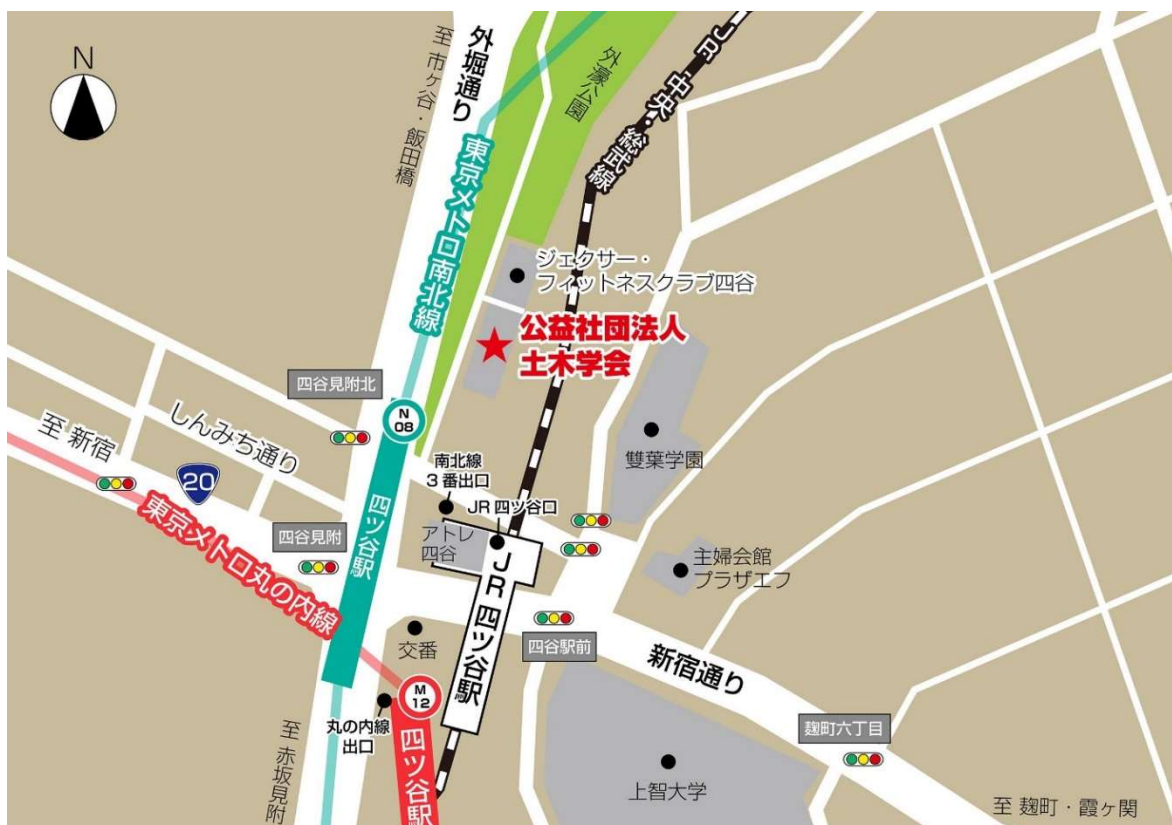 N
至 市ヶ谷・飯田橋
外堀通り
東京メトロ南北線
外濠公園
JR 中央・総武線
ジェクサー・
フィットネスクラブ四谷
公益社団法人
土木学会
四谷見附北
N
08
至 新宿
しんみち通り
20
東京メトロ丸の内線
四谷見附
四ツ谷駅
南北線
3番出口
JR四ツ谷口
アトレ
四谷
JR 四ツ谷駅
雙葉学園
主婦会館
プラザエフ
交番
四谷駅前
新宿通り
M
12
丸の内線
出口
四ツ谷駅
至 赤坂見附
上智大学
麹町六丁目
至 麹町・霞ヶ関